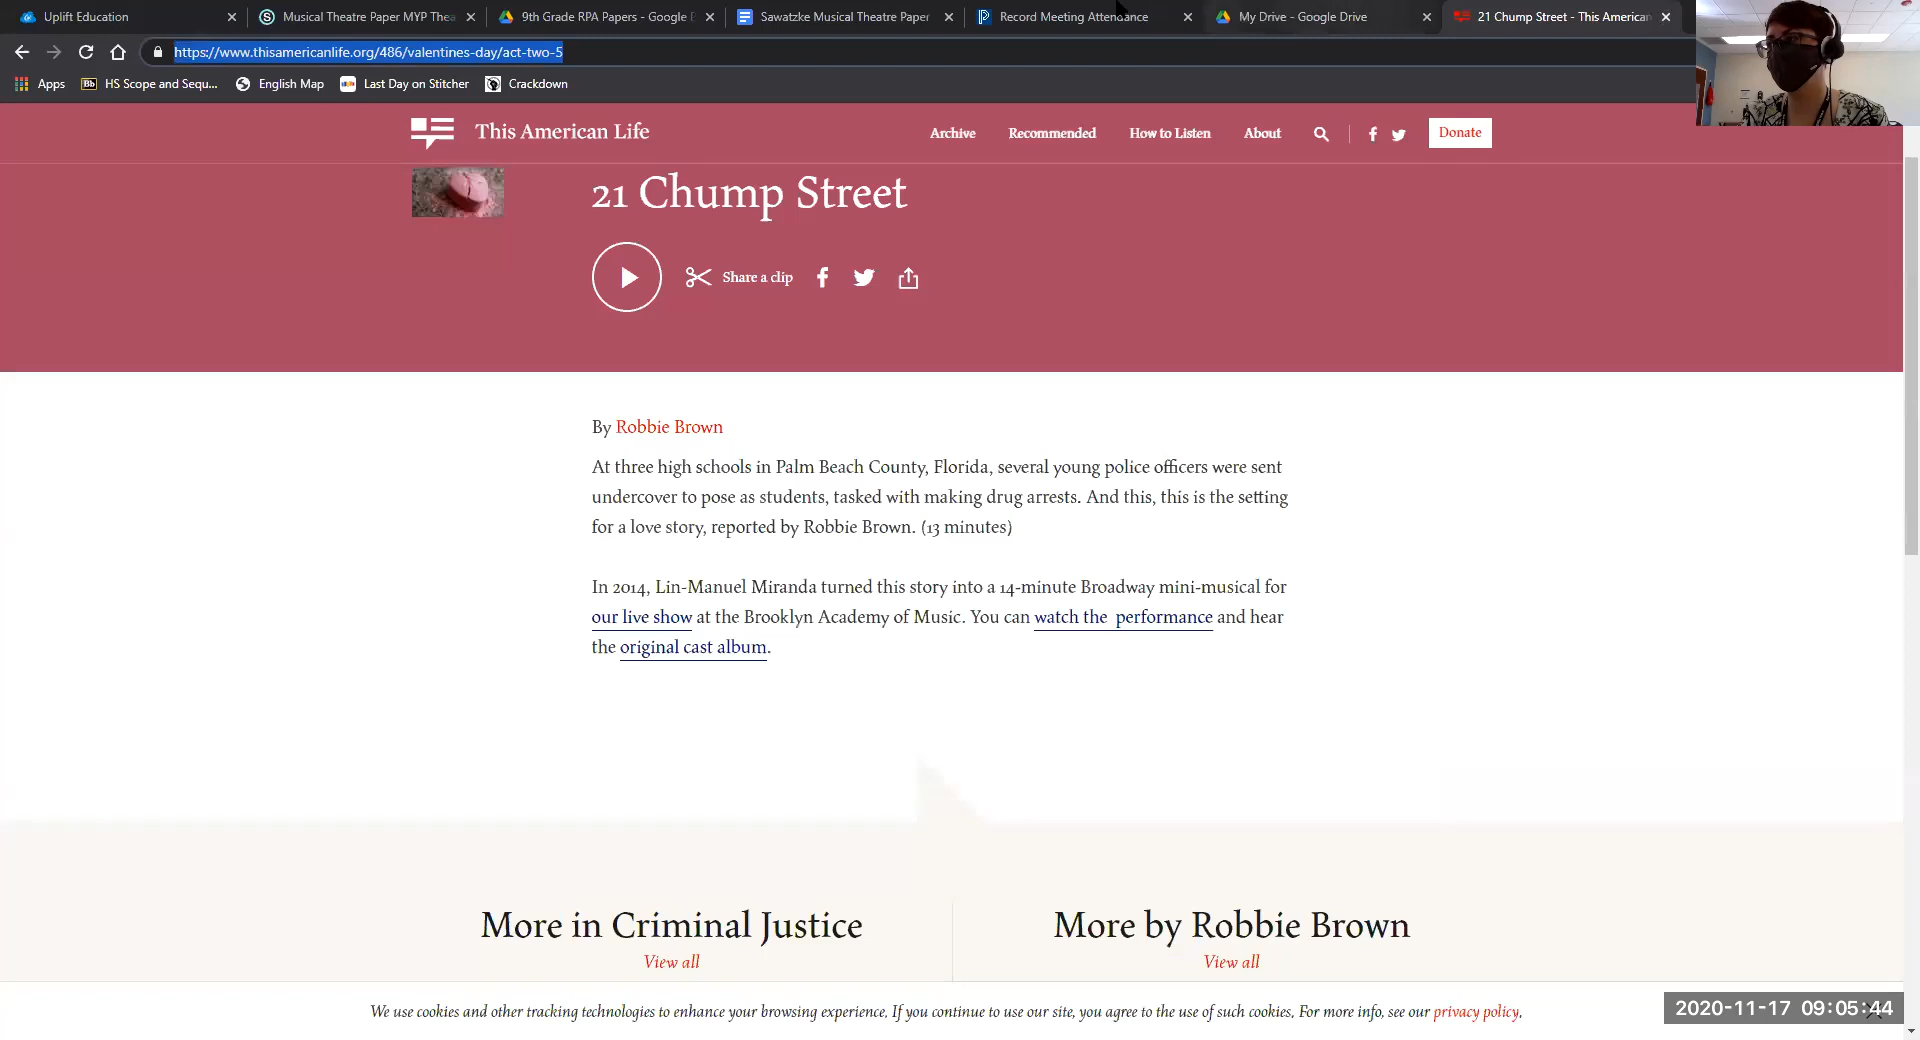 Uplift Education
Musical Theatre Paper MYP Thea
9th Grade RPA Papers - Google
Sawatzke Musical Theatre Paper
Record Meeting Attendance
My Drive - Google Drive
21 Chump Street - This American
https://www.thisamericanlife.org/486/valentines-day/act-two-5
Apps
Bb HS Scope and Sequ...
English Map
Last Day on Stitcher
Crackdown
This American Life
Archive
Recommended
How to Listen
About
Donate
21 Chump Street
Share a clip
By Robbie Brown
At three high schools in Palm Beach County, Florida, several young police officers were sent
undercover to pose as students, tasked with making drug arrests. And this, this is the setting
for a love story, reported by Robbie Brown. (13 minutes)
In 2014, Lin-Manuel Miranda turned this story into a 14-minute Broadway mini-musical for
our live show at the Brooklyn Academy of Music. You can watch the performance and hear
the original cast album.
More in Criminal Justice
View all
More by Robbie Brown
View all
We use cookies and other tracking technologies to enhance your browsing experience. If you continue to use our site, you agree to the use of such cookies. For more info, see our privacy policy.
2020-11-17 09:05:44